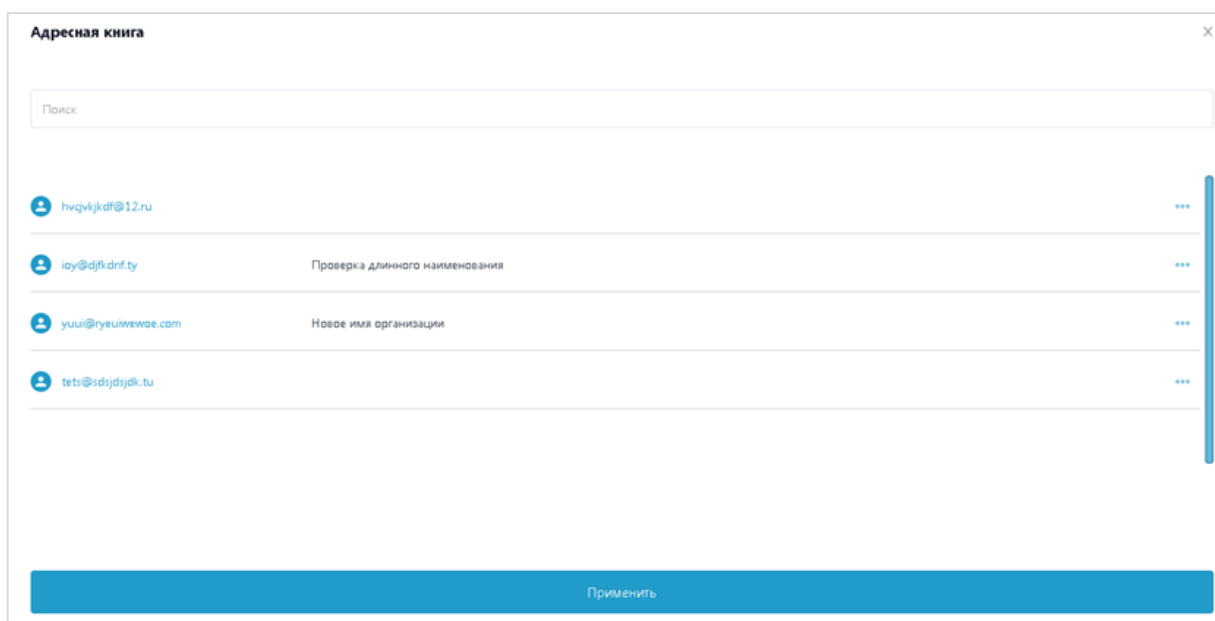 Адресная книга
Поиск
hvcjvkjkdf@12.ru
ioy@djfkdnf.ty Проверка длинного наименования
yuui@ryeuiwewoe.com Новое имя организации
tets@sdsjdsjdk.tu
Применить